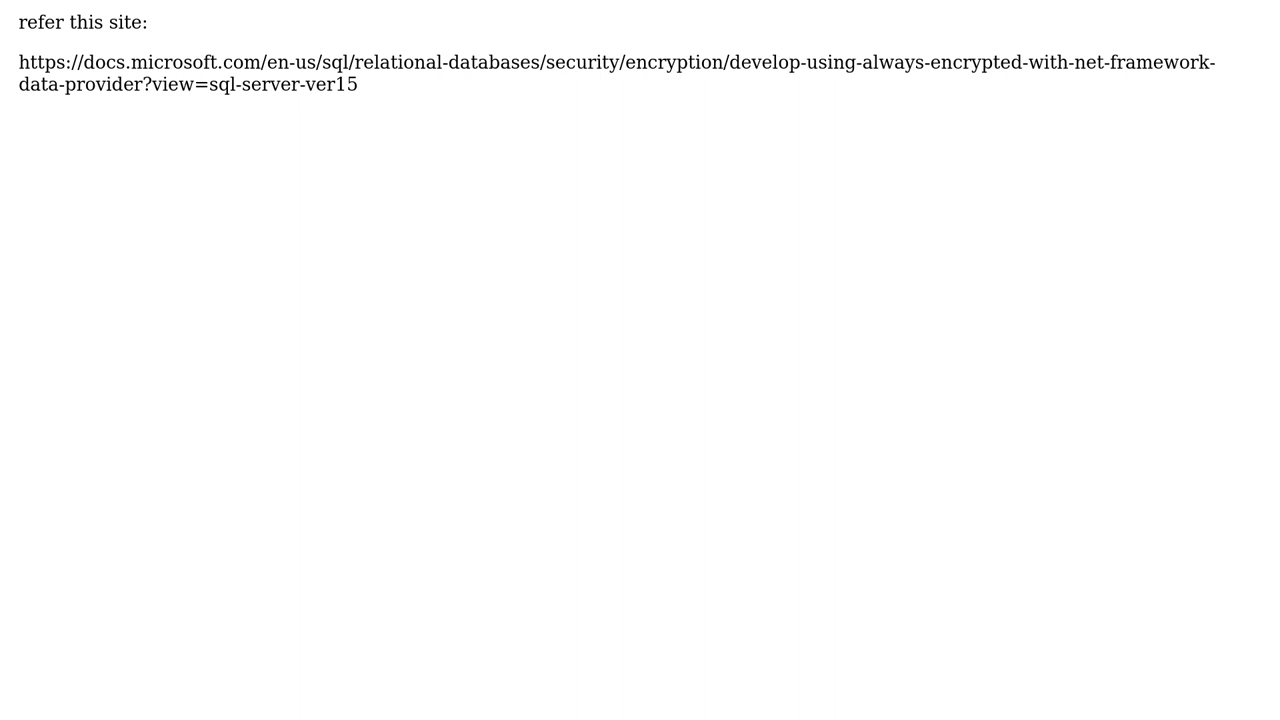 refer this site:
https://docs.microsoft.com/en-us/sql/relational-databases/security/encryption/develop-using-always-encrypted-with-net-framework-
data-provider?view=sql-server-ver15